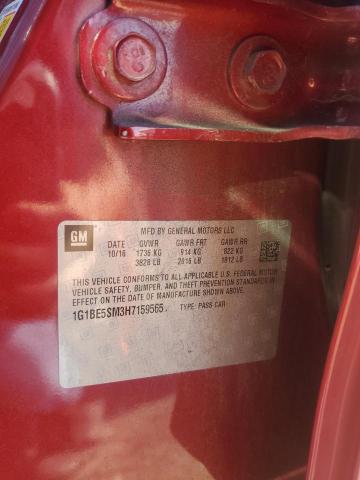 GM
MFD BY GENERAL MOTORS LLC
DATE GVWR GAWR FRT GAWR RR
10/16 1736 KG 914 KG 822 KG
3828 LB 2016 LB 1812 LB
THIS VEHICLE CONFORMS TO ALL APPLICABLE U.S. FEDERAL MOTOR
VEHICLE SAFETY, BUMPER, AND THEFT PREVENTION STANDARDS
IN EFFECT ON THE DATE OF MANUFACTURE SHOWN ABOVE.
1G1BE5SM3H7159565 TYPE: PASS CAR